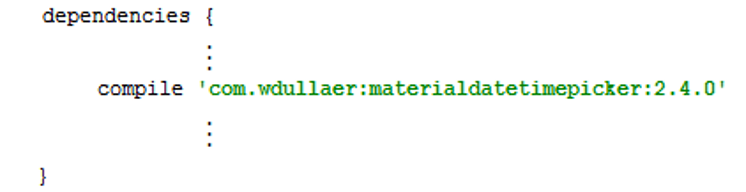 dependencies {
⋮
compile 'com.wdullaer:materialdatetimepicker:2.4.0'
⋮
}